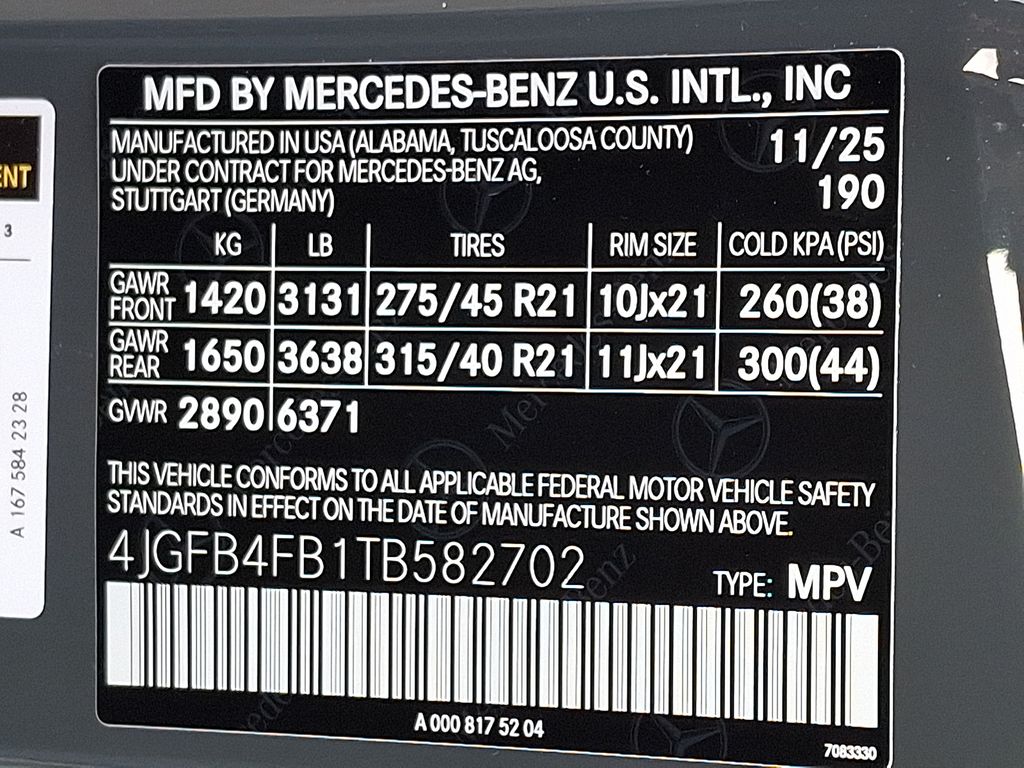 MFD BY MERCEDES-BENZ U.S. INTL., INC
MANUFACTURED IN USA (ALABAMA, TUSCALOOSA COUNTY)
UNDER CONTRACT FOR MERCEDES-BENZ AG,
STUTTGART (GERMANY)
11/25
190
KG LB TIRES RIM SIZE COLD KPA (PSI)
GAWR FRONT 1420 3131 275/45 R21 10Jx21 260(38)
GAWR REAR 1650 3638 315/40 R21 11Jx21 300(44)
GVWR 2890 6371
THIS VEHICLE CONFORMS TO ALL APPLICABLE FEDERAL MOTOR VEHICLE SAFETY
STANDARDS IN EFFECT ON THE DATE OF MANUFACTURE SHOWN ABOVE.
4JGFB4FB1TB582702
TYPE: MPV
A 000 817 52 04
7083330
ENT
3
A 167 584 23 28